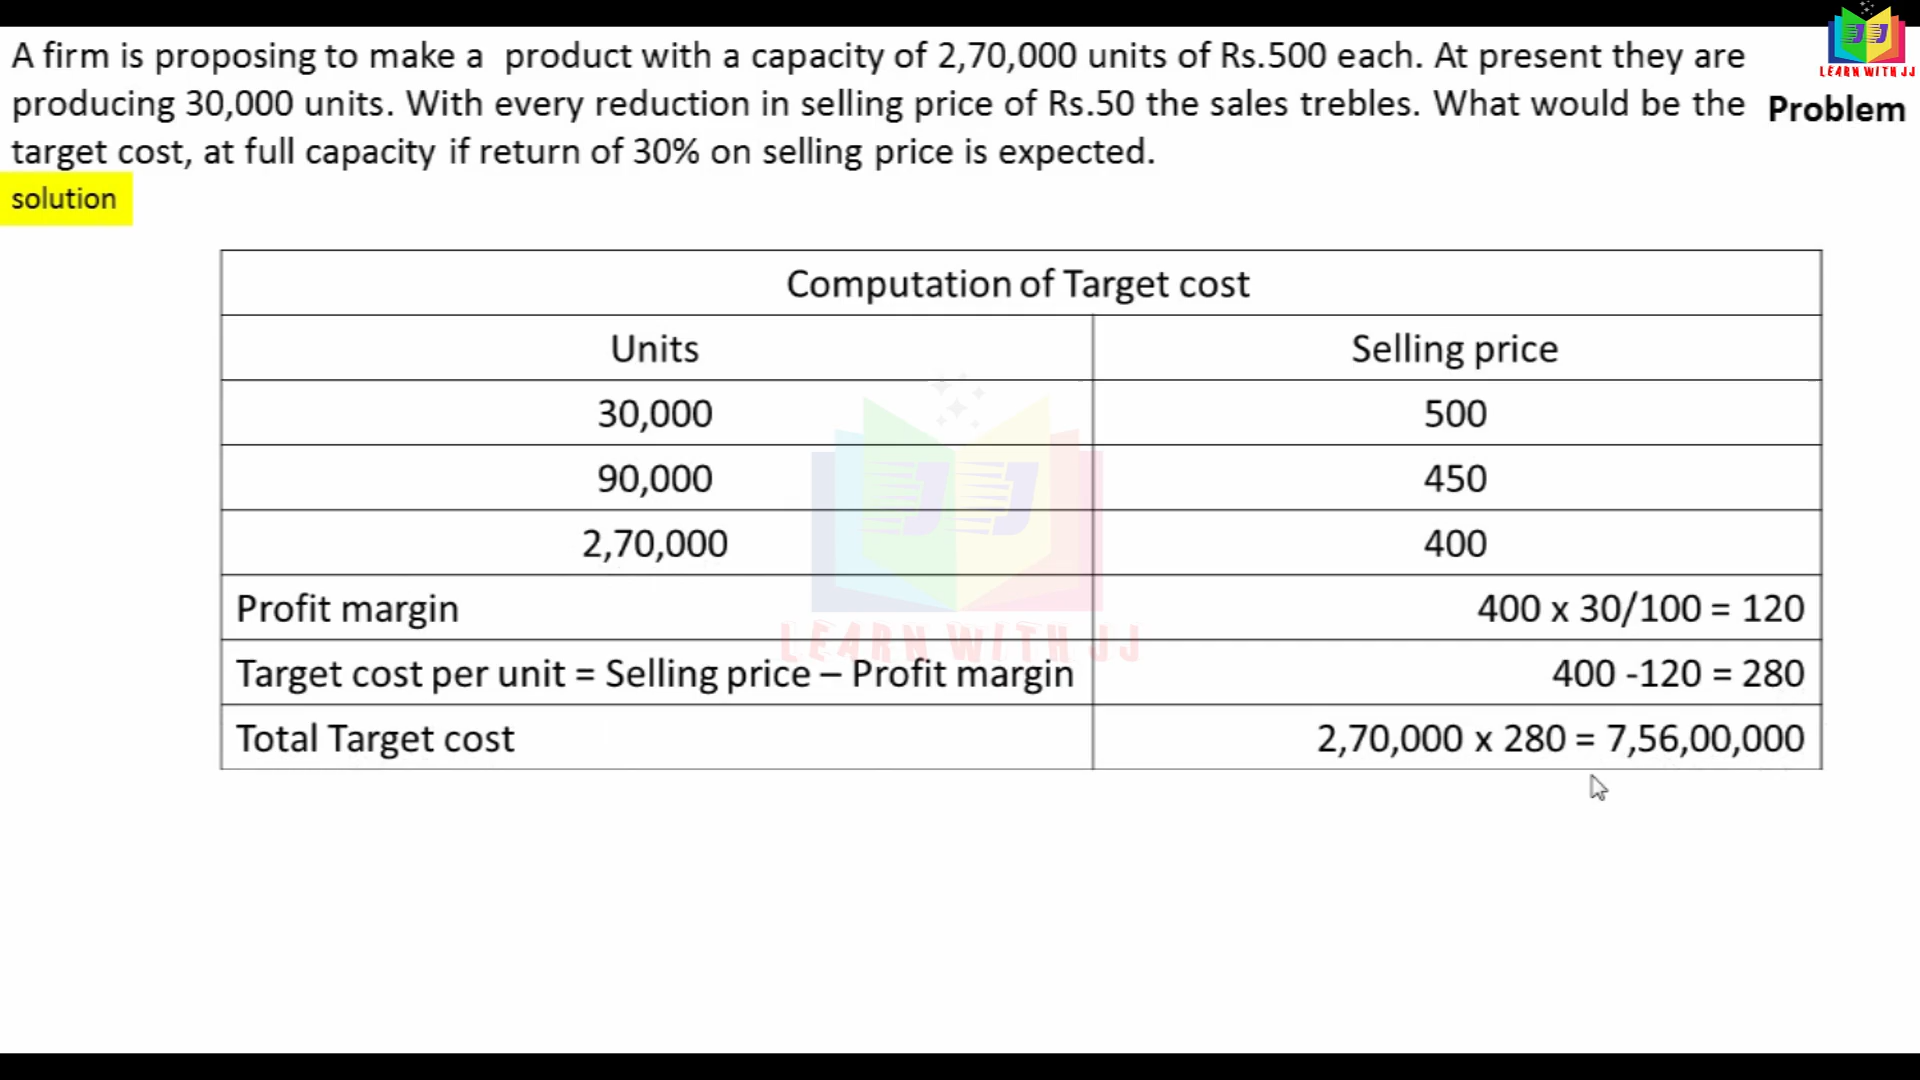 A firm is proposing to make a product with a capacity of 2,70,000 units of Rs.500 each. At present they are
producing 30,000 units. With every reduction in selling price of Rs.50 the sales trebles. What would be the
target cost, at full capacity if return of 30% on selling price is expected.
LEARN WITH JJ
Problem
solution
Computation of Target cost
Units Selling price
30,000 500
90,000 450
2,70,000 400
Profit margin 400 x 30/100 = 120
LEARN WITH JJ
Target cost per unit = Selling price – Profit margin 400 -120 = 280
Total Target cost 2,70,000 x 280 = 7,56,00,000